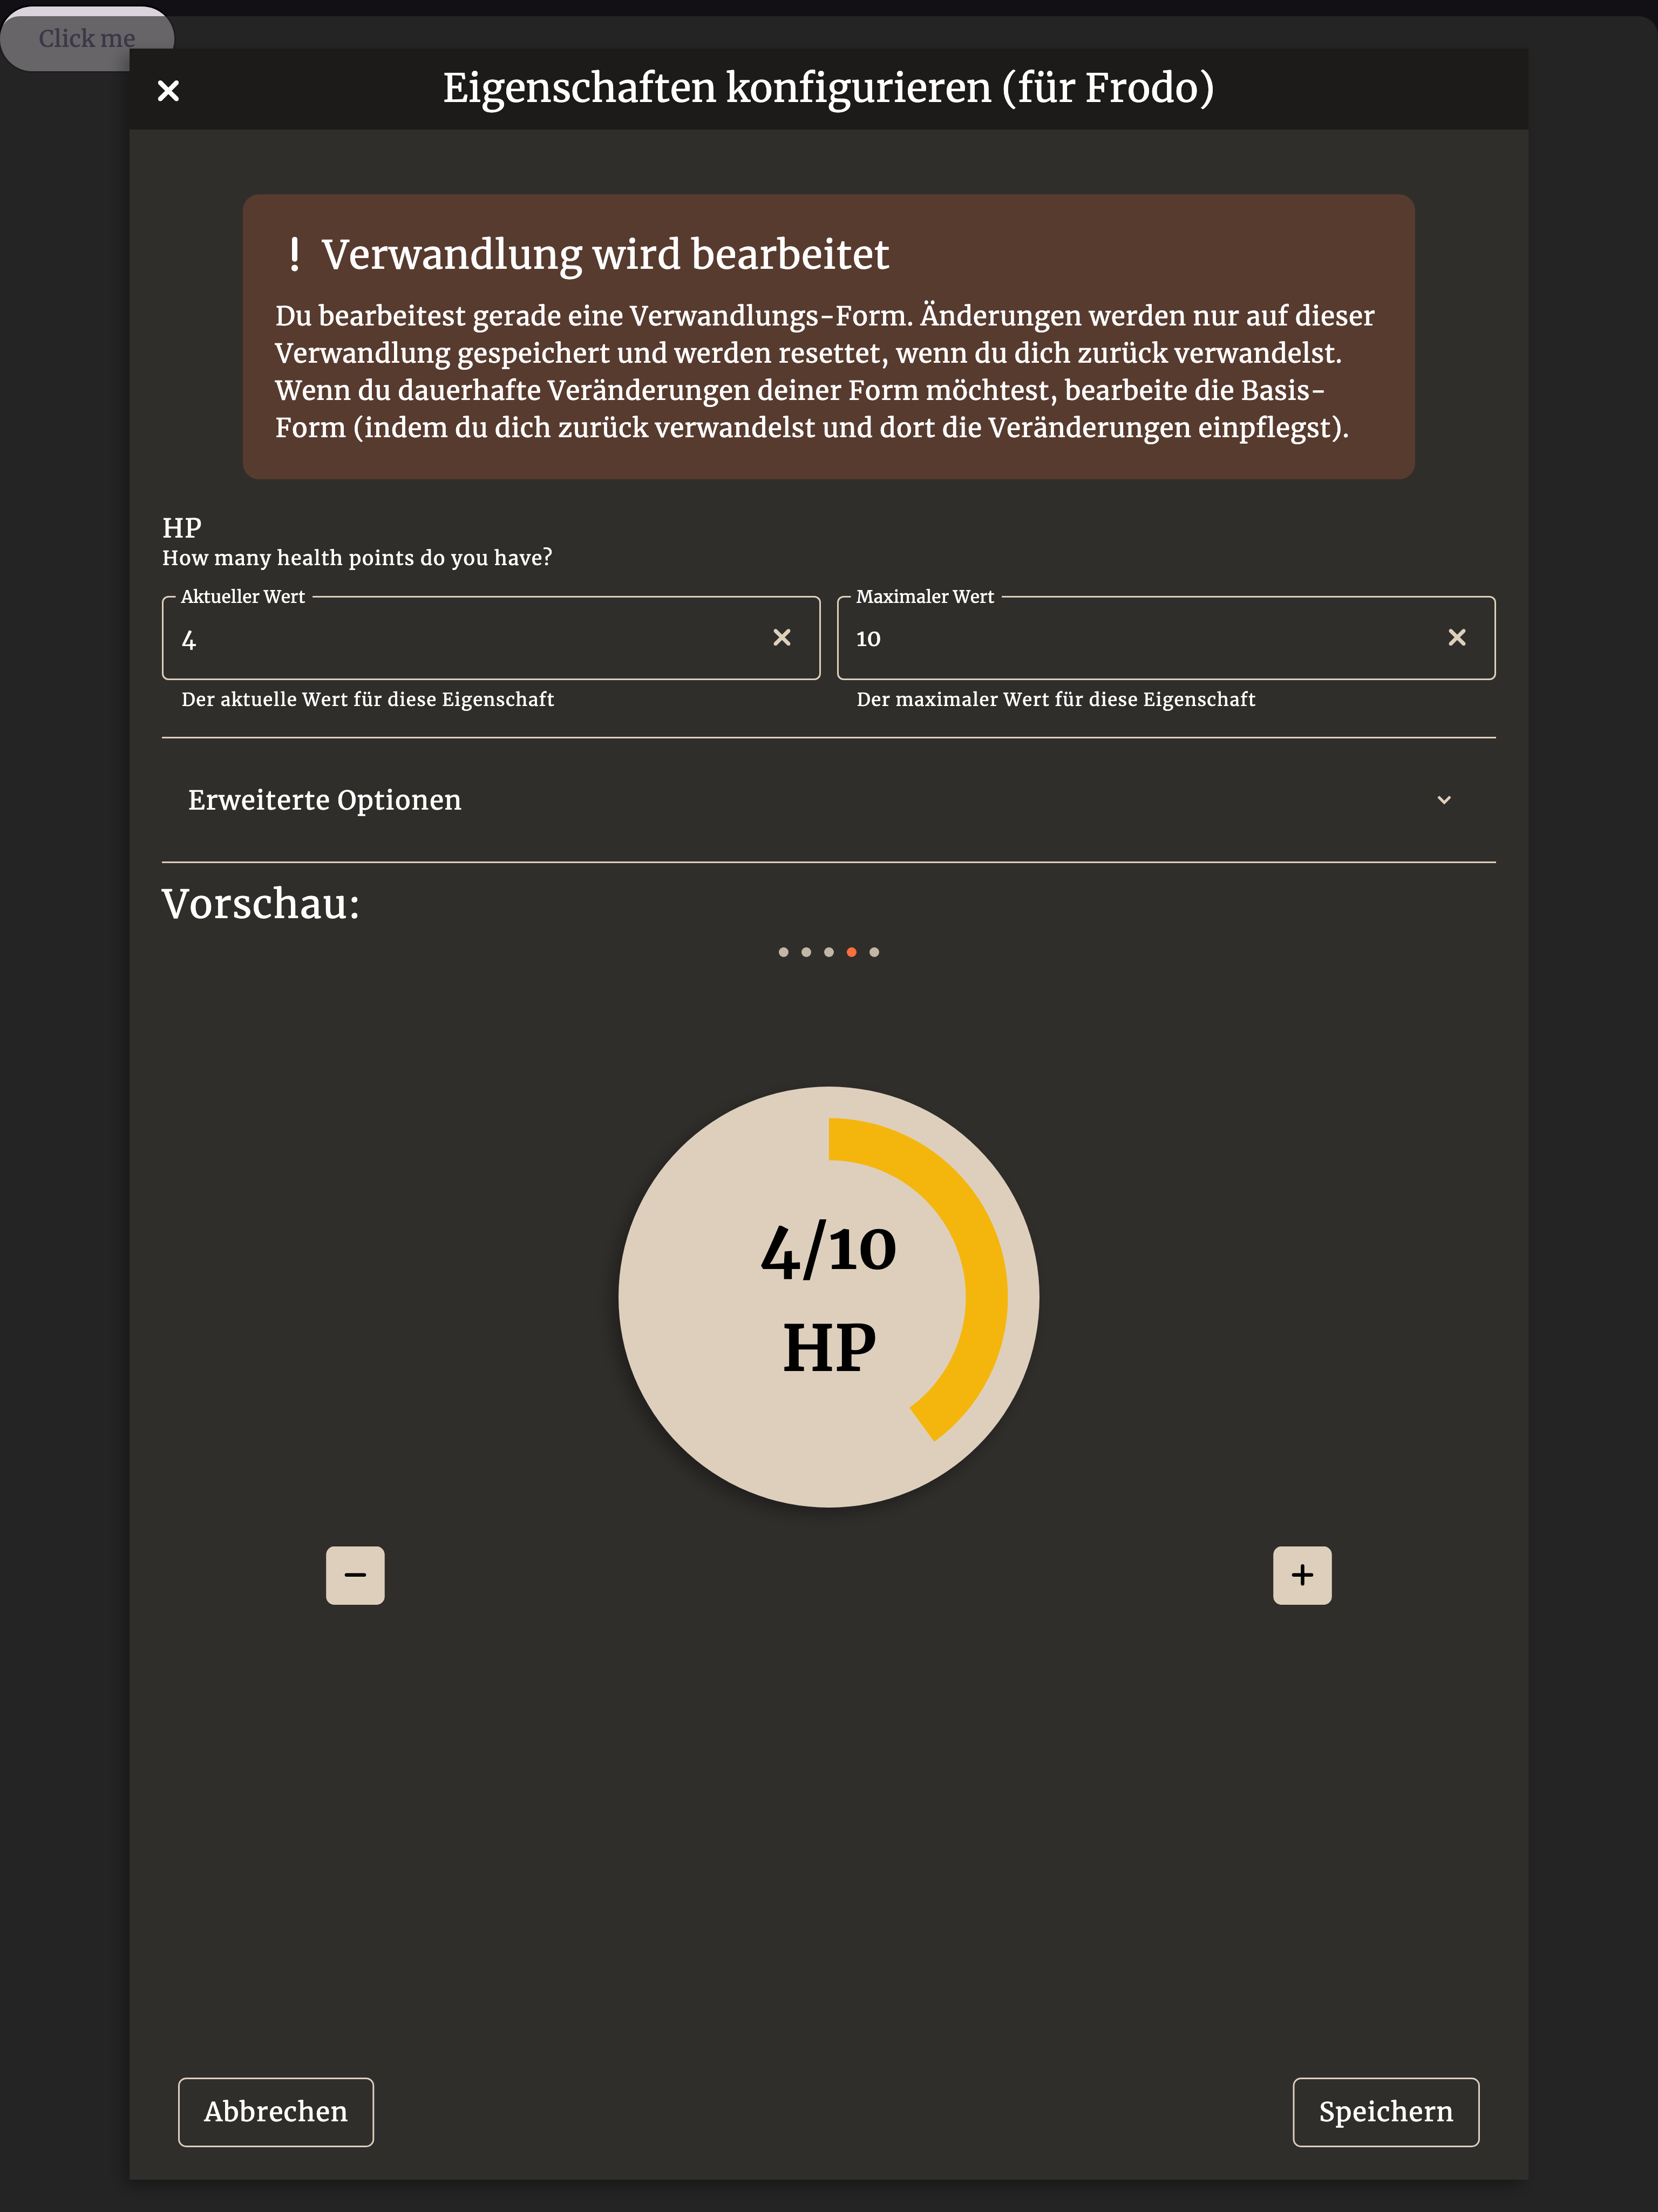 Click me
Eigenschaften konfigurieren (für Frodo)
! Verwandlung wird bearbeitet
Du bearbeitest gerade eine Verwandlungs-Form. Änderungen werden nur auf dieser
Verwandlung gespeichert und werden resettet, wenn du dich zurück verwandelst.
Wenn du dauerhafte Veränderungen deiner Form möchtest, bearbeite die Basis-
Form (indem du dich zurück verwandelst und dort die Veränderungen einpflegst).
HP
How many health points do you have?
Aktueller Wert
4
Der aktuelle Wert für diese Eigenschaft
Maximaler Wert
10
Der maximaler Wert für diese Eigenschaft
Erweiterte Optionen
Vorschau:
4/10
HP
Abbrechen
Speichern